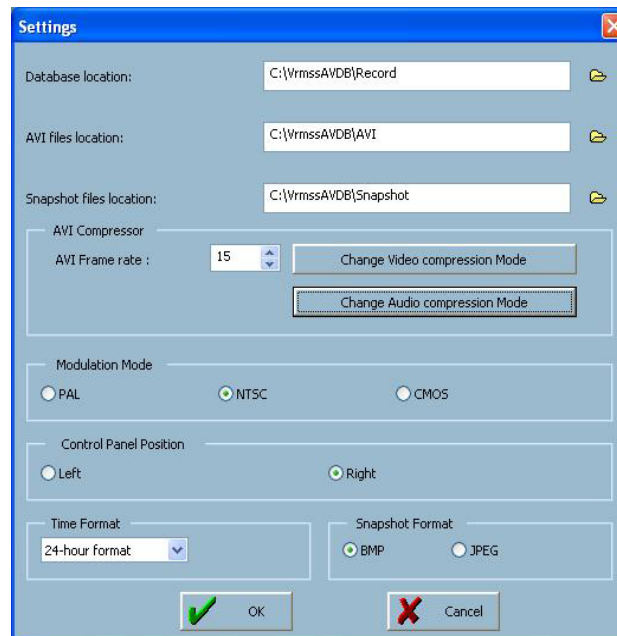 Settings
Database location: C:\VrmssAVDB\Record
AVI files location: C:\VrmssAVDB\AVI
Snapshot files location: C:\VrmssAVDB\Snapshot
AVI Compressor
AVI Frame rate : 15 Change Video compression Mode
Change Audio compression Mode
Modulation Mode
PAL NTSC CMOS
Control Panel Position
Left Right
Time Format Snapshot Format
24-hour format BMP JPEG
OK Cancel